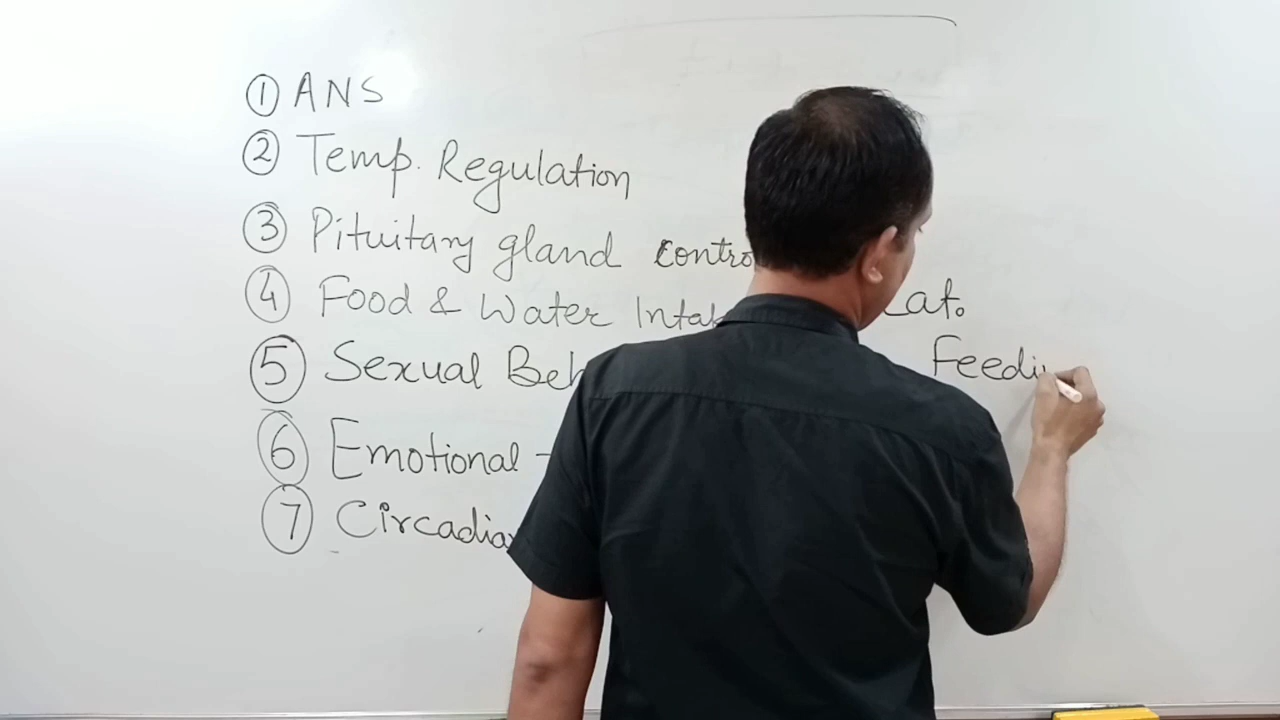 ① ANS
② Temp. Regulation
③ Pituitary gland contro
④ Food & Water Intak Lat.
Feedi
⑤ Sexual Beh
⑥ Emotional -
⑦ Circadia